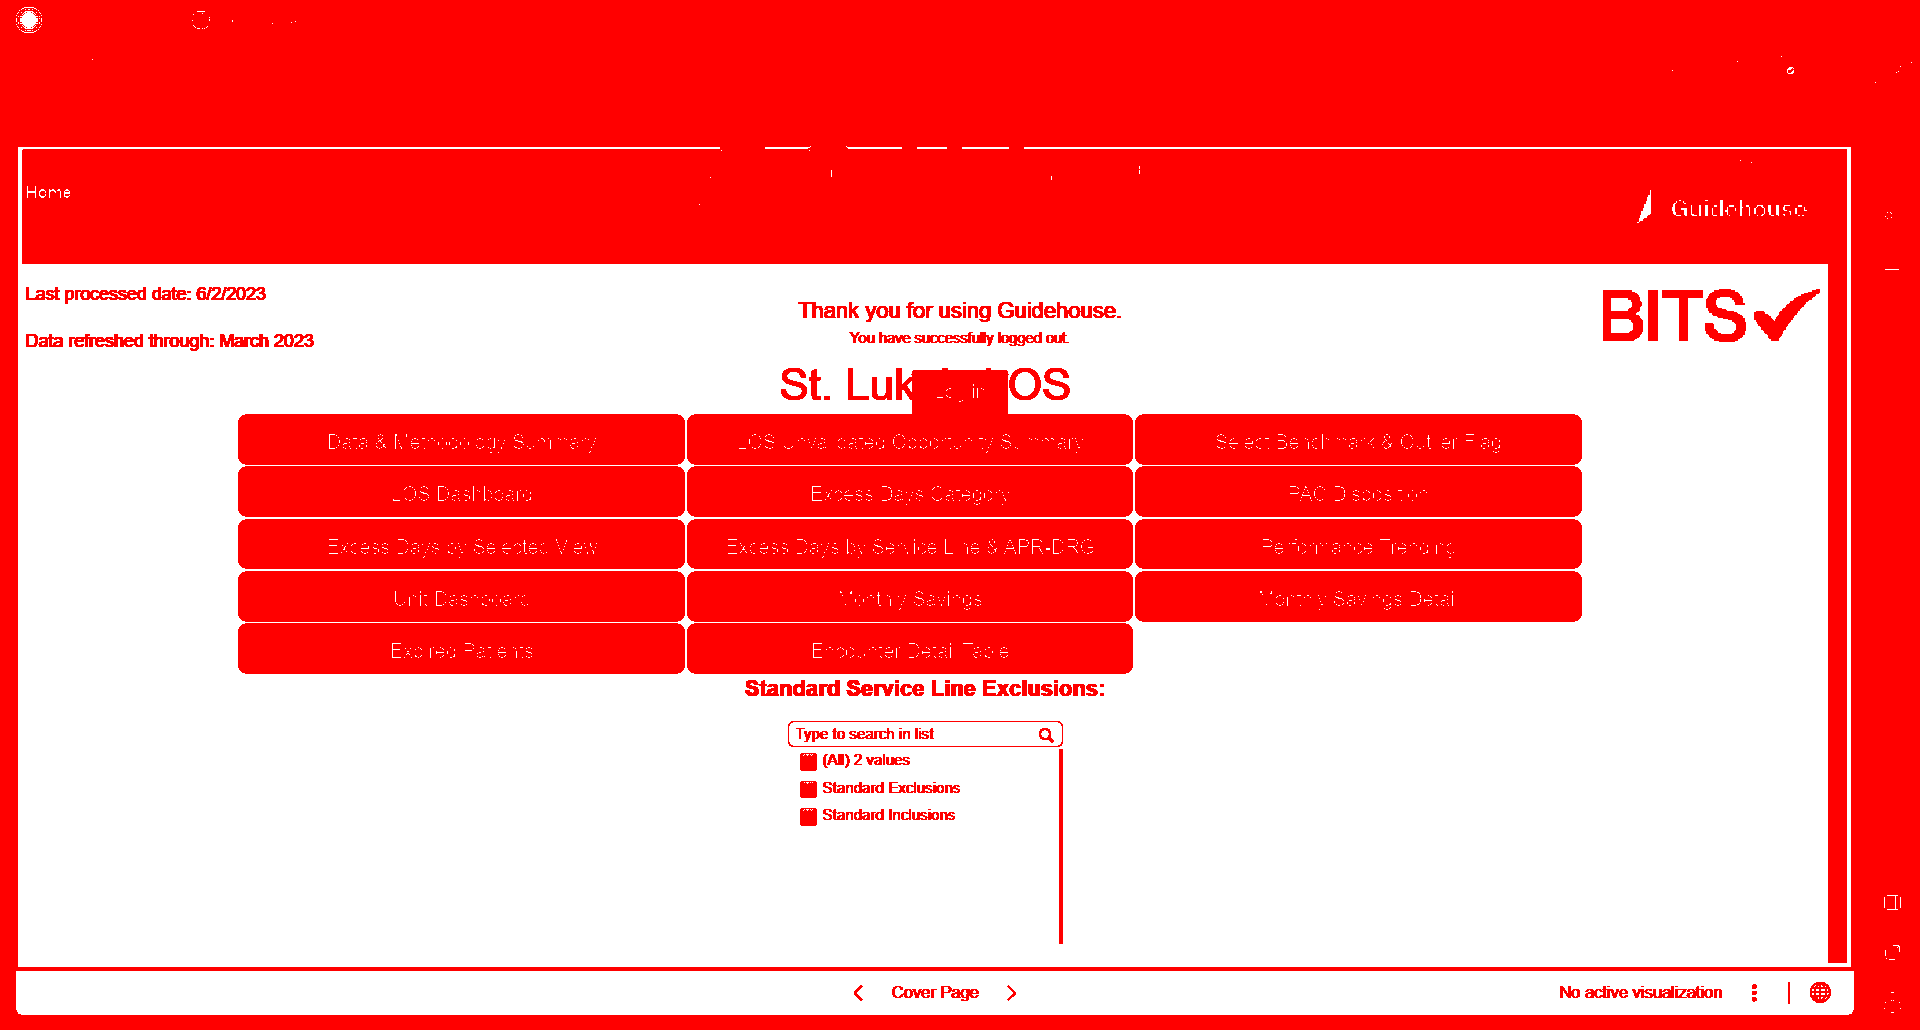 Home
Guidehouse
Last processed date: 6/2/2023
Thank you for using Guidehouse.
BITS
Data refreshed through: March 2023
You have successfully logged out.
St. Luk OS
Log in
Data & Methodology Summary
LOS Unvalidated Opportunity Summary
Select Benchmark & Outlier Flag
LOS Dashboard
Excess Days Category
PAC Disposition
Excess Days by Selected View
Excess Days by Service Line & APR-DRG
Performance Trending
Unit Dashboard
Monthly Savings
Monthly Savings Detail
Expired Patients
Encounter Detail Table
Standard Service Line Exclusions:
Type to search in list
(All) 2 values
Standard Exclusions
Standard Inclusions
Cover Page
No active visualization